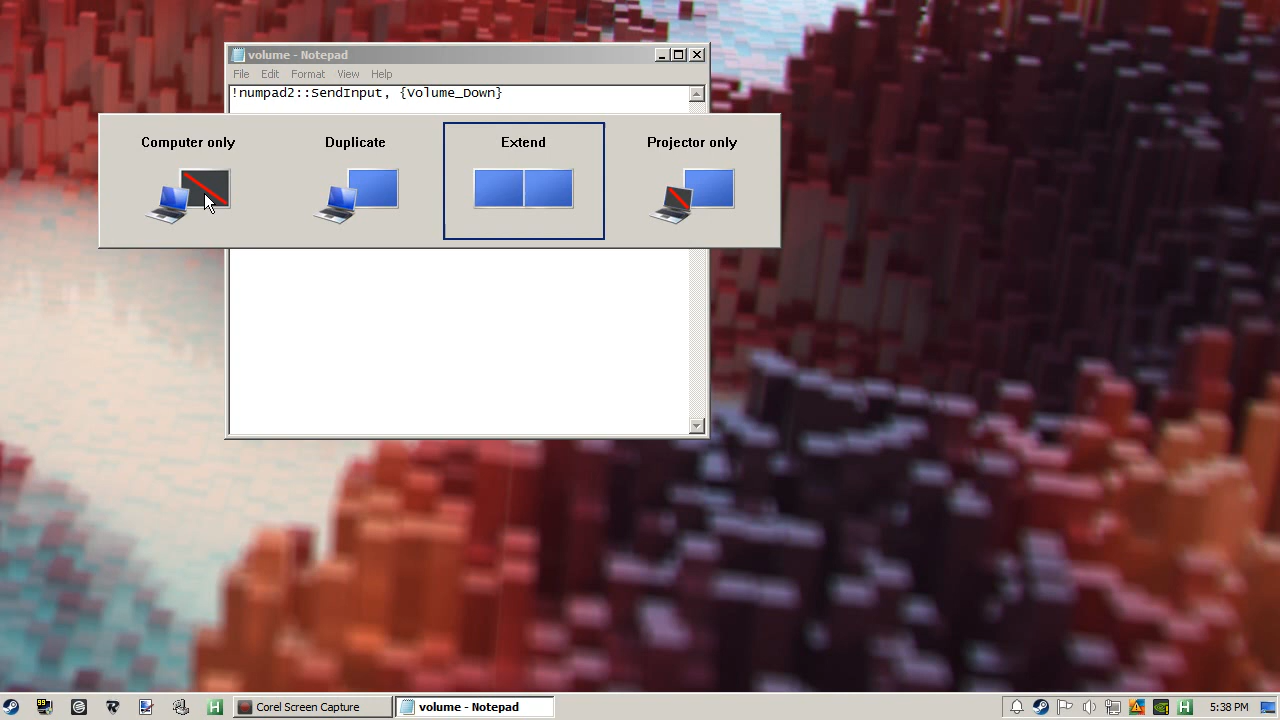 volume - Notepad
File Edit Format View Help
!numpad2::SendInput, {Volume_Down}
Computer only Duplicate Extend Projector only
99
H Corel Screen Capture volume - Notepad H 5:38 PM